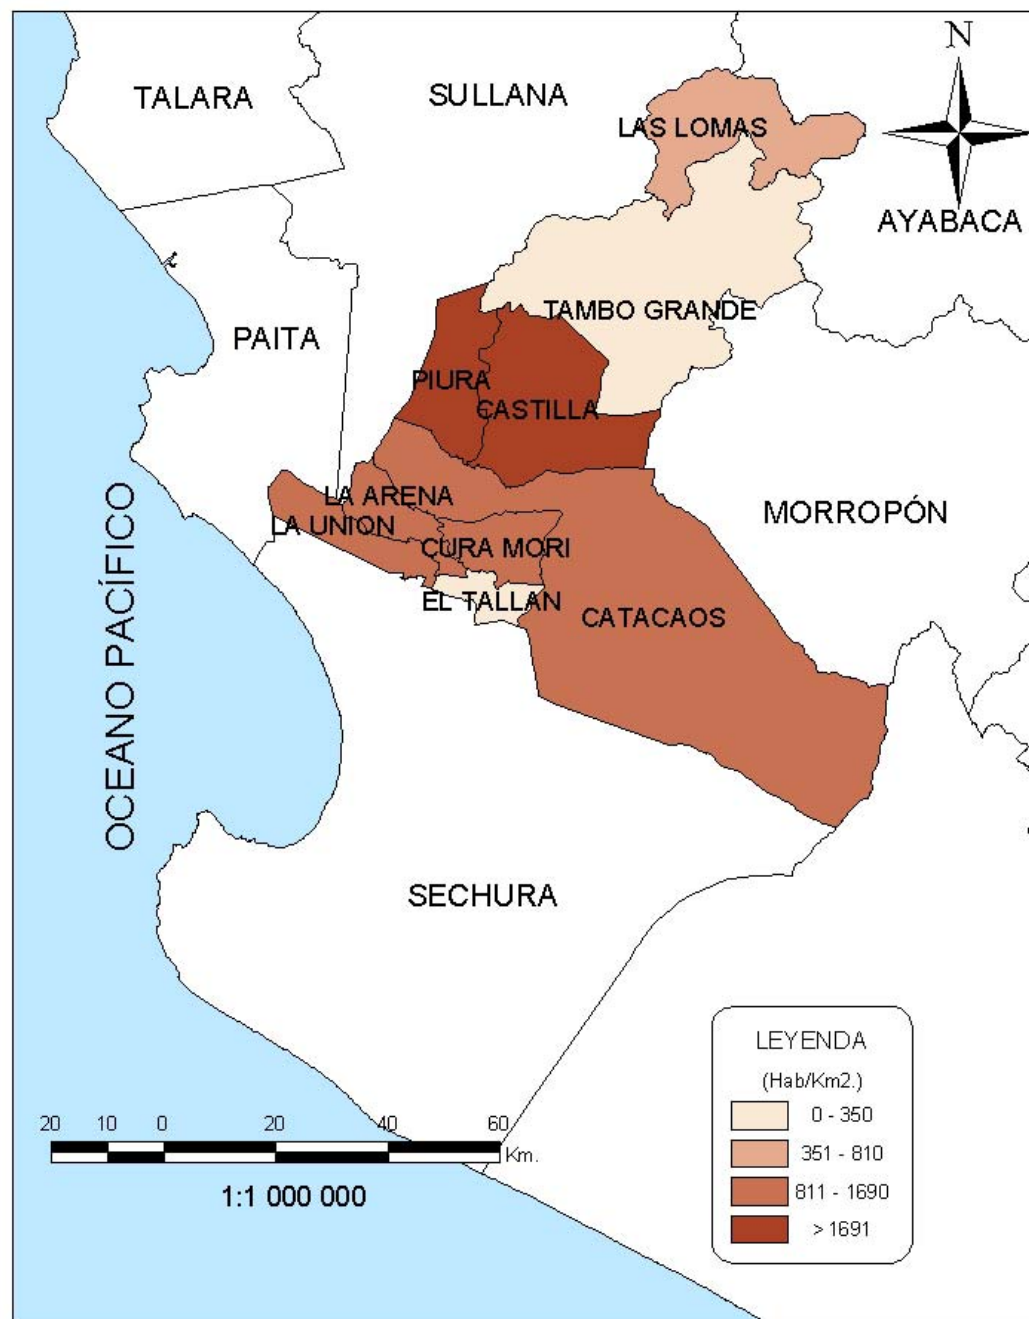 N
TALARA
SULLANA
LAS LOMAS
AYABACA
TAMBO GRANDE
PAITA
PIURA
CASTILLA
LA ARENA
LA UNION
CURA MORI
MORROPÓN
EL TALLAN
CATACAOS
OCEANO PACÍFICO
SECHURA
LEYENDA
(Hab/Km2.)
0 - 350
351 - 810
811 - 1690
> 1691
20 10 0 20 40 60
Km.
1:1 000 000